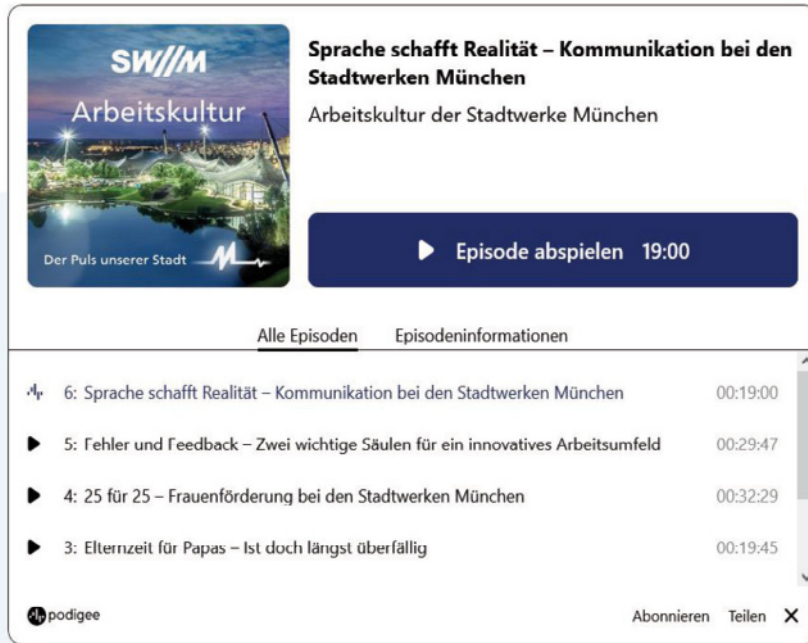 SW//M
Arbeitskultur
Der Puls unserer Stadt
Sprache schafft Realität – Kommunikation bei den
Stadtwerken München
Arbeitskultur der Stadtwerke München
Episode abspielen 19:00
Alle Episoden Episodeninformationen
6: Sprache schafft Realität – Kommunikation bei den Stadtwerken München 00:19:00
5: Fehler und Feedback – Zwei wichtige Säulen für ein innovatives Arbeitsumfeld 00:29:47
4: 25 für 25 – Frauenförderung bei den Stadtwerken München 00:32:29
3: Elternzeit für Papas – Ist doch längst überfällig 00:19:45
podigee Abonnieren Teilen X